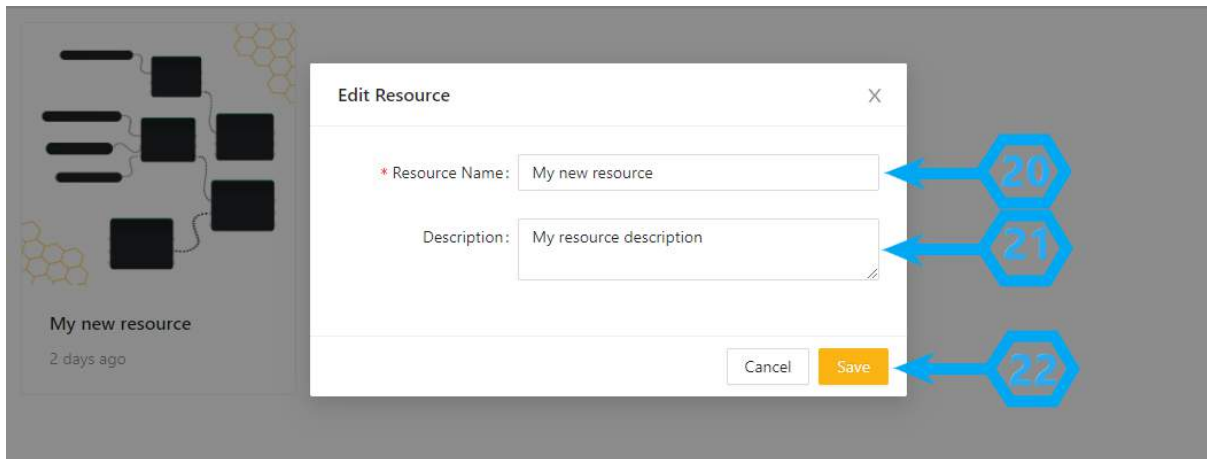 Edit Resource X
* Resource Name: My new resource
20
Description: My resource description
21
My new resource
2 days ago
Cancel Save
22